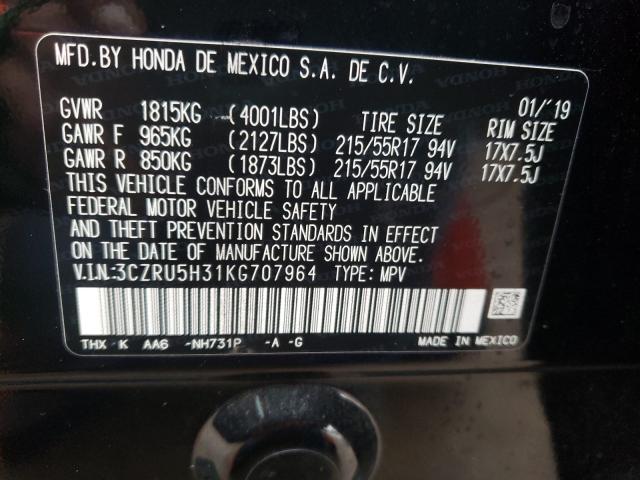 MFD.BY HONDA DE MEXICO S.A. DE C.V.
01/'19
GVWR 1815KG (4001LBS) TIRE SIZE RIM SIZE
GAWR F 965KG (2127LBS) 215/55R17 94V 17X7.5J
GAWR R 850KG (1873LBS) 215/55R17 94V 17X7.5J
THIS VEHICLE CONFORMS TO ALL APPLICABLE
FEDERAL MOTOR VEHICLE SAFETY
AND THEFT PREVENTION STANDARDS IN EFFECT
ON THE DATE OF MANUFACTURE SHOWN ABOVE.
V.I.N.:3CZRU5H31KG707964 TYPE: MPV
THX K AA6 -NH731P -A -G
MADE IN MEXICO